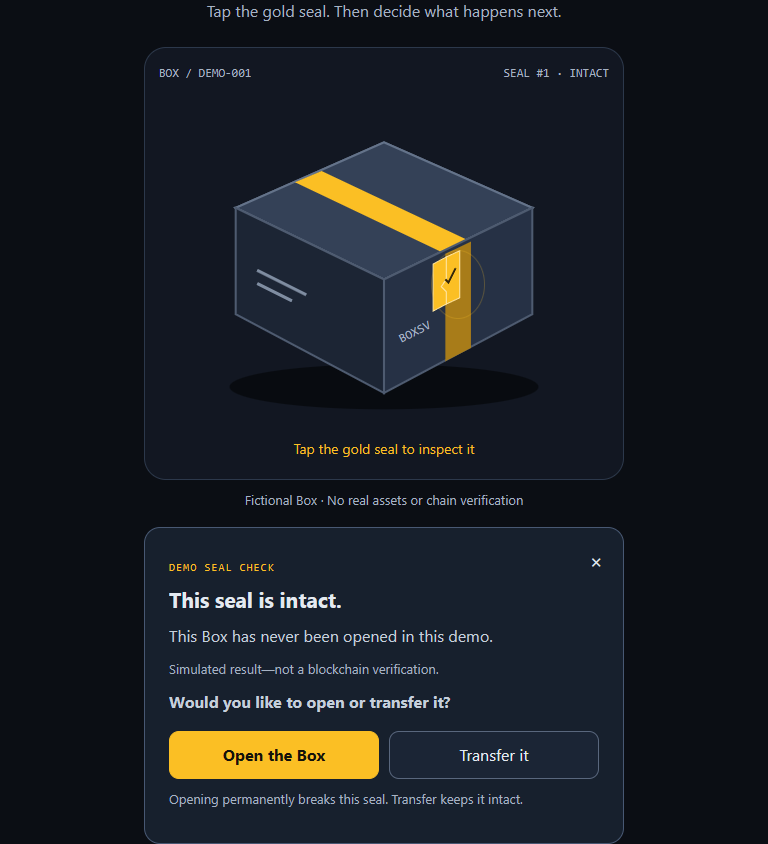 Tap the gold seal. Then decide what happens next.
BOX / DEMO-001
SEAL #1 · INTACT
BOXSV
Tap the gold seal to inspect it
Fictional Box · No real assets or chain verification
DEMO SEAL CHECK
×
This seal is intact.
This Box has never been opened in this demo.
Simulated result—not a blockchain verification.
Would you like to open or transfer it?
Open the Box
Transfer it
Opening permanently breaks this seal. Transfer keeps it intact.